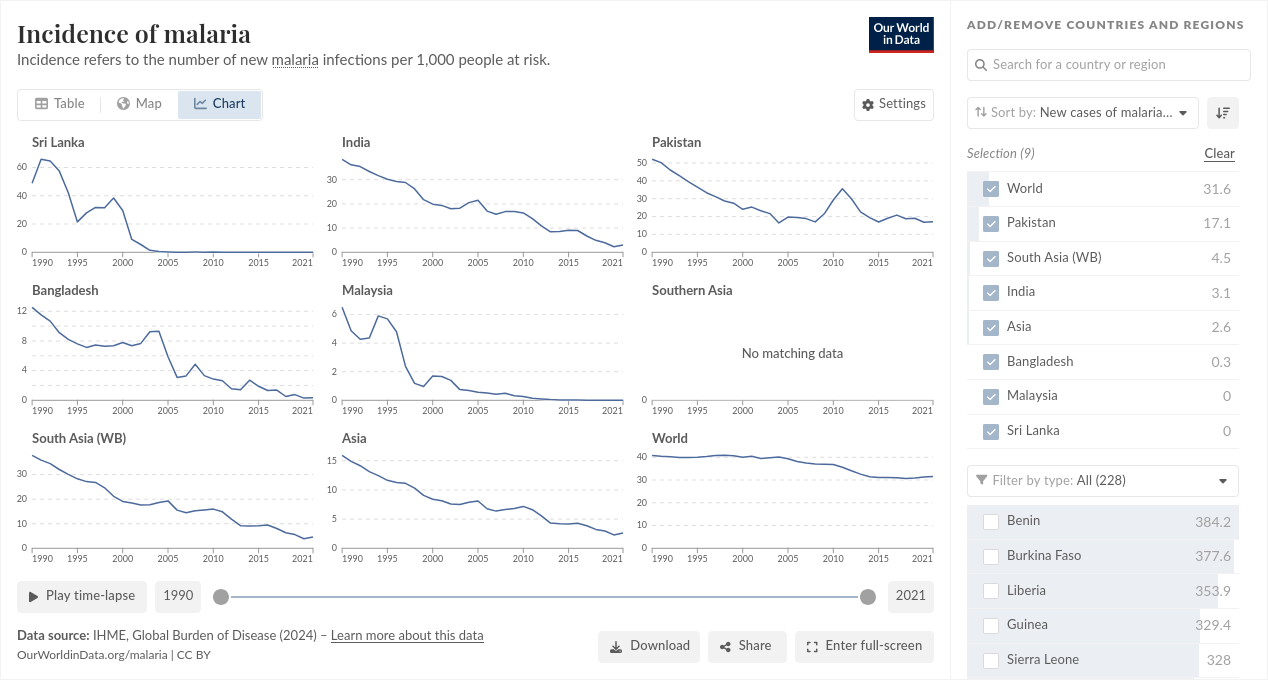 Incidence of malaria
Incidence refers to the number of new malaria infections per 1,000 people at risk.
Our World
in Data
Table
Map
Chart
Settings
Sri Lanka
60
40
20
0
1990 1995 2000 2005 2010 2015 2021
India
30
20
10
0
1990 1995 2000 2005 2010 2015 2021
Pakistan
50
40
30
20
10
0
1990 1995 2000 2005 2010 2015 2021
Bangladesh
12
8
4
0
1990 1995 2000 2005 2010 2015 2021
Malaysia
6
4
2
0
1990 1995 2000 2005 2010 2015 2021
Southern Asia
No matching data
0
1990 1995 2000 2005 2010 2015 2021
South Asia (WB)
30
20
10
0
1990 1995 2000 2005 2010 2015 2021
Asia
15
10
5
0
1990 1995 2000 2005 2010 2015 2021
World
40
30
20
10
0
1990 1995 2000 2005 2010 2015 2021
Play time-lapse
1990
2021
Data source: IHME, Global Burden of Disease (2024) – Learn more about this data
OurWorldinData.org/malaria | CC BY
Download
Share
Enter full-screen
ADD/REMOVE COUNTRIES AND REGIONS
Search for a country or region
Sort by: New cases of malaria...
Selection (9)
Clear
World 31.6
Pakistan 17.1
South Asia (WB) 4.5
India 3.1
Asia 2.6
Bangladesh 0.3
Malaysia 0
Sri Lanka 0
Filter by type: All (228)
Benin 384.2
Burkina Faso 377.6
Liberia 353.9
Guinea 329.4
Sierra Leone 328